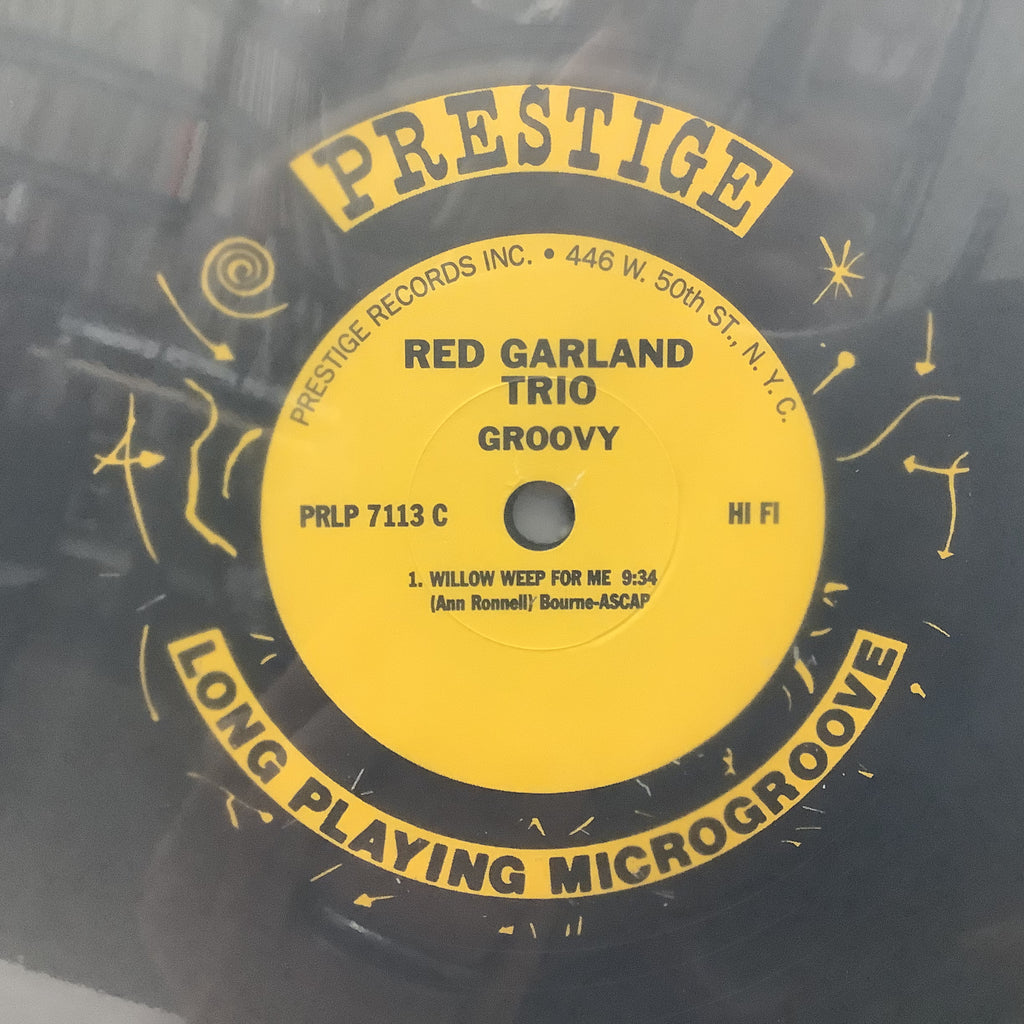 PRESTIGE
PRESTIGE RECORDS INC. • 446 W. 50th ST., N. Y. C.
RED GARLAND
TRIO
GROOVY
PRLP 7113 C
HI FI
1. WILLOW WEEP FOR ME 9:34
(Ann Ronnell) Bourne-ASCAP
LONG PLAYING MICROGROOVE